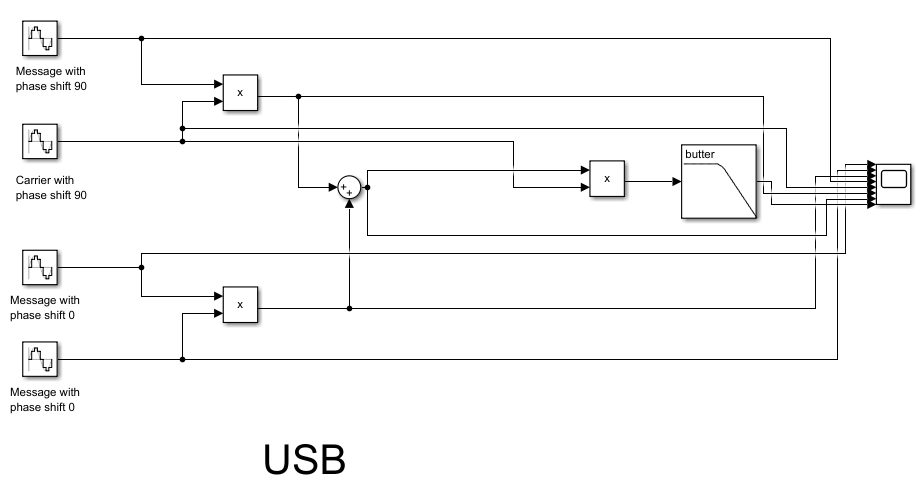 Message with
phase shift 90
x
Carrier with
phase shift 90
butter
x
+
+
Message with
phase shift 0
x
Message with
phase shift 0
USB